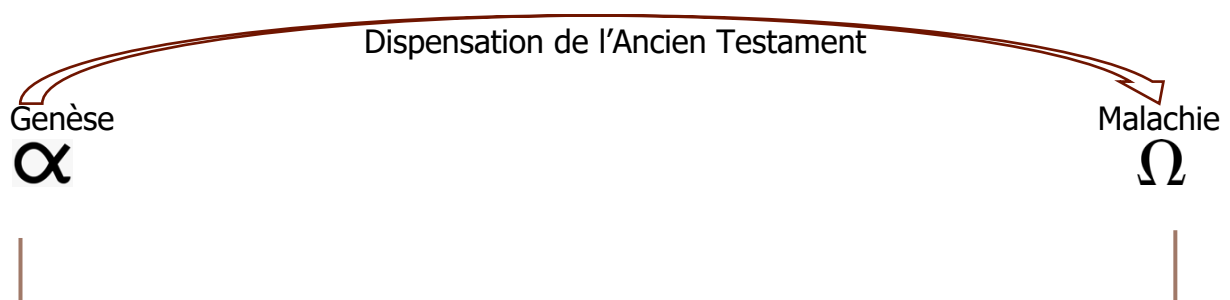 Dispensation de l’Ancien Testament
Genèse Malachie
α Ω